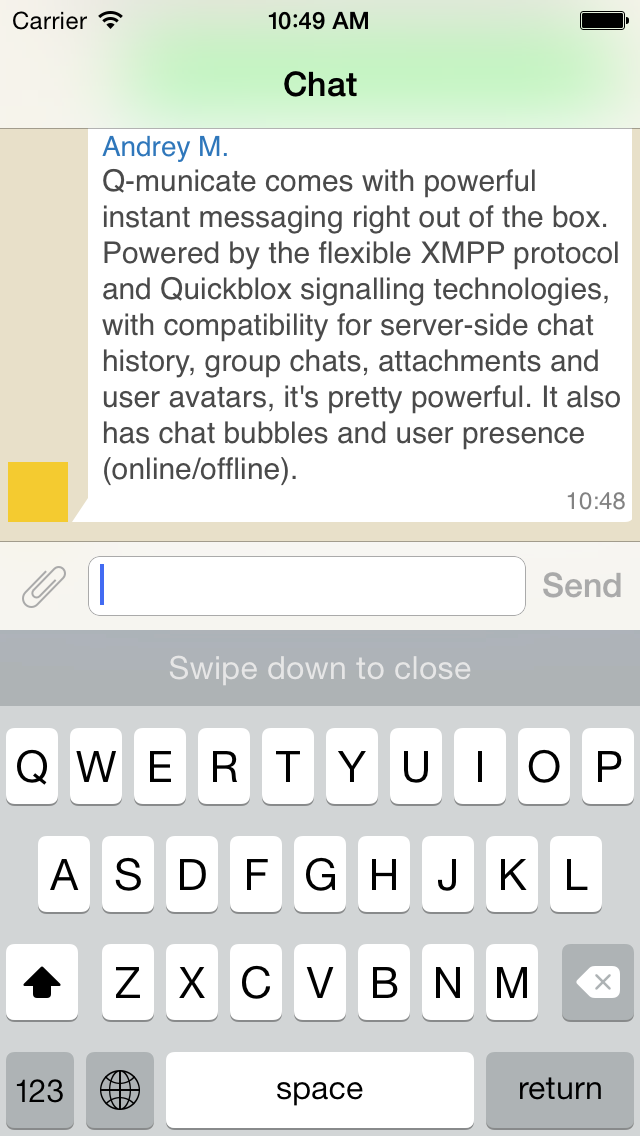 Carrier 10:49 AM
Chat
Andrey M.
Q-municate comes with powerful
instant messaging right out of the box.
Powered by the flexible XMPP protocol
and Quickblox signalling technologies,
with compatibility for server-side chat
history, group chats, attachments and
user avatars, it's pretty powerful. It also
has chat bubbles and user presence
(online/offline).
10:48
Send
Swipe down to close
Q W E R T Y U I O P
A S D F G H J K L
Z X C V B N M
123 space return